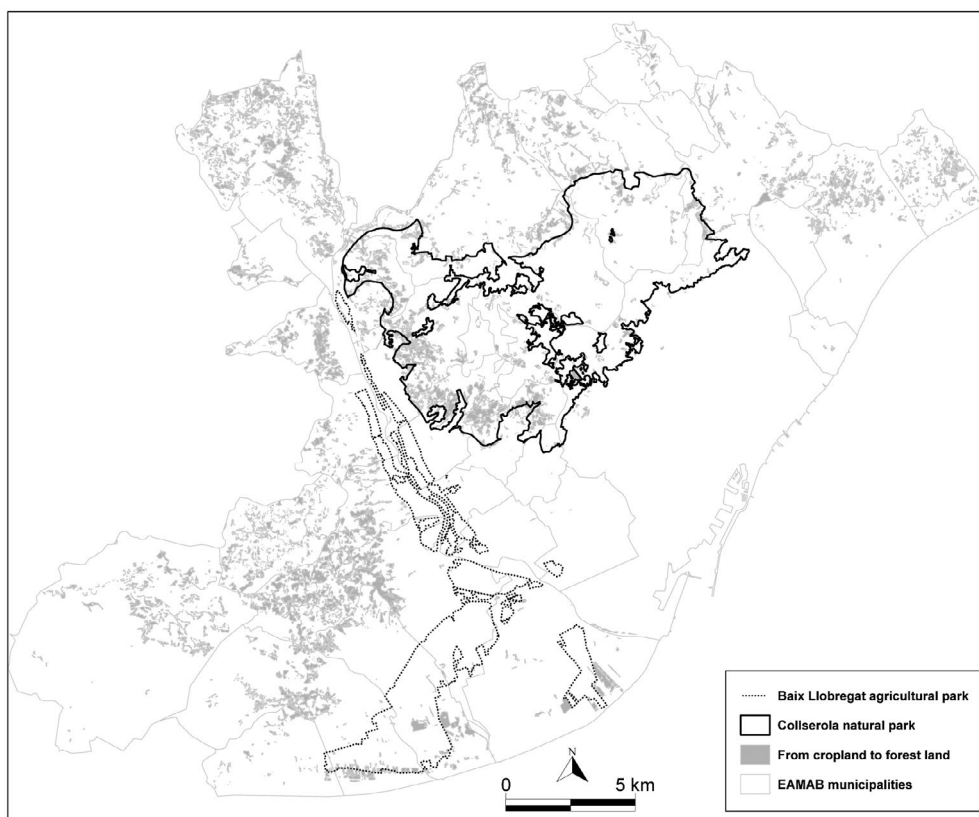 Baix Llobregat agricultural park
Collserola natural park
From cropland to forest land
EAMAB municipalities
N
0 5 km